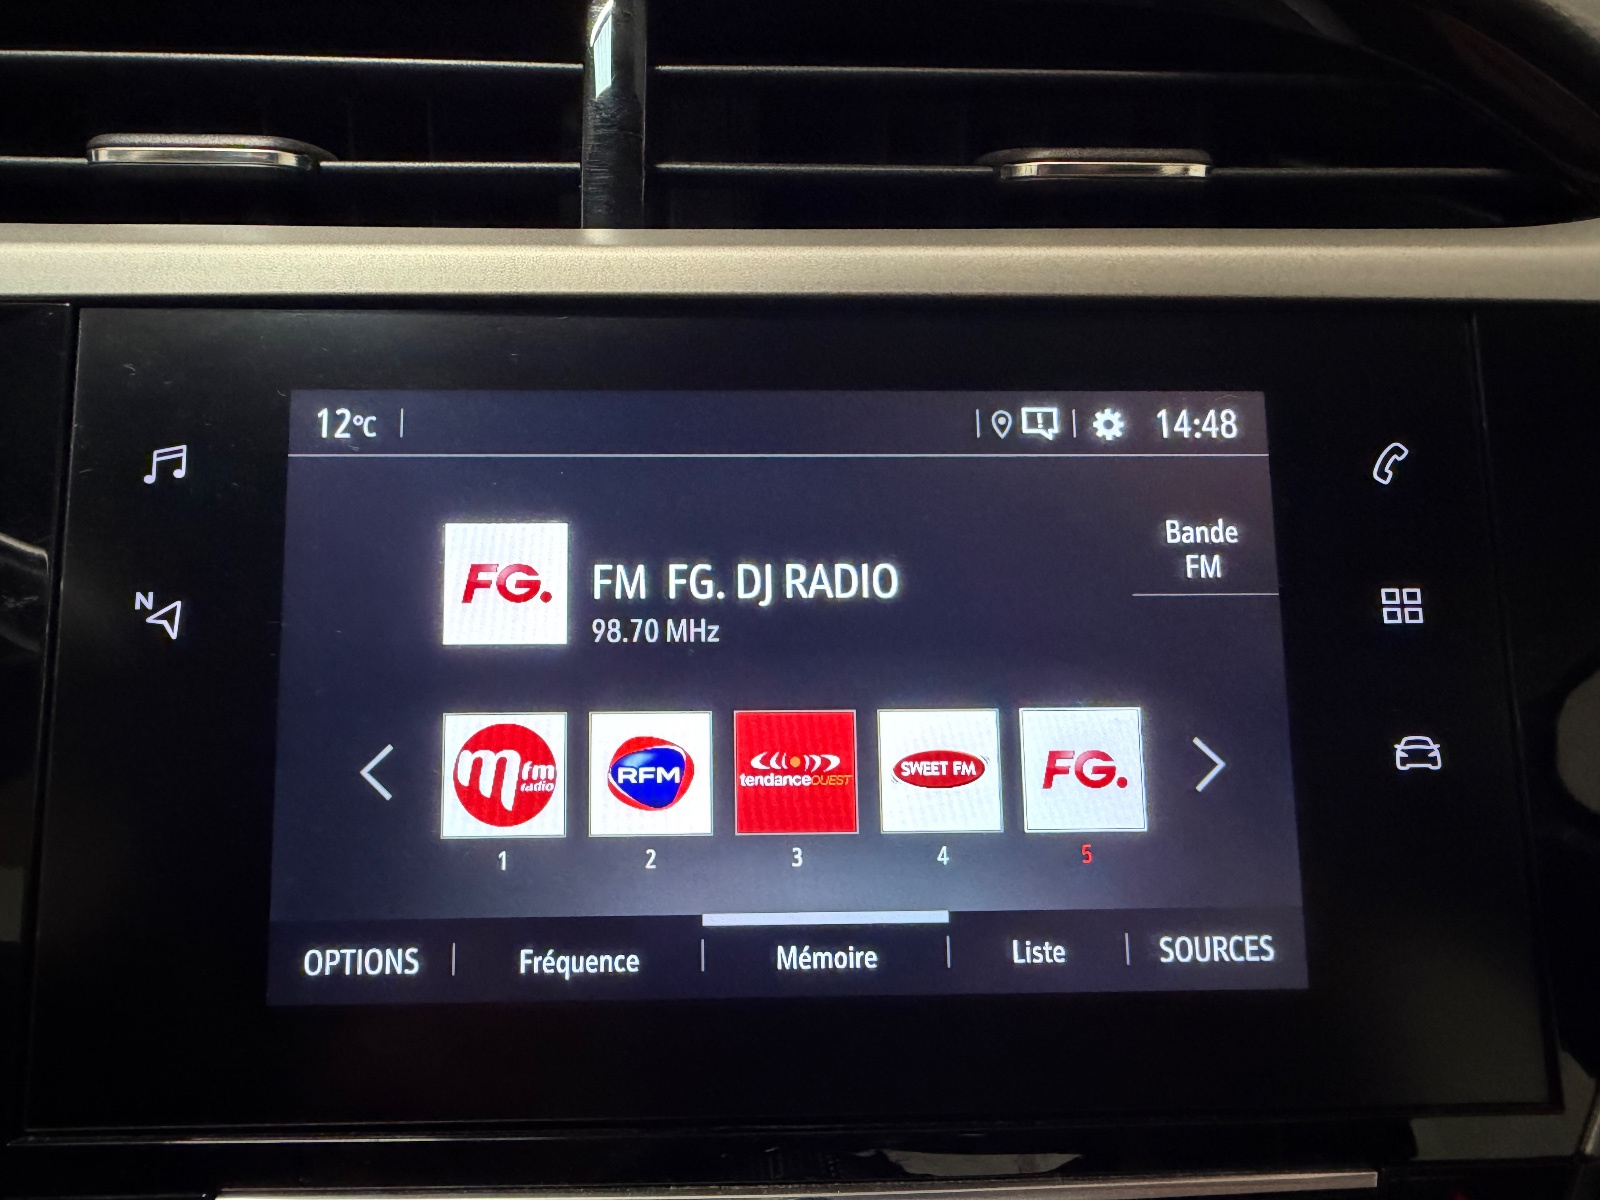 12°C
14:48
Bande
FM
FG.
FM FG. DJ RADIO
98.70 MHz
N
m fm
radio
RFM
tendanceOUEST
SWEET FM
FG.
1
2
3
4
5
OPTIONS
Fréquence
Mémoire
Liste
SOURCES